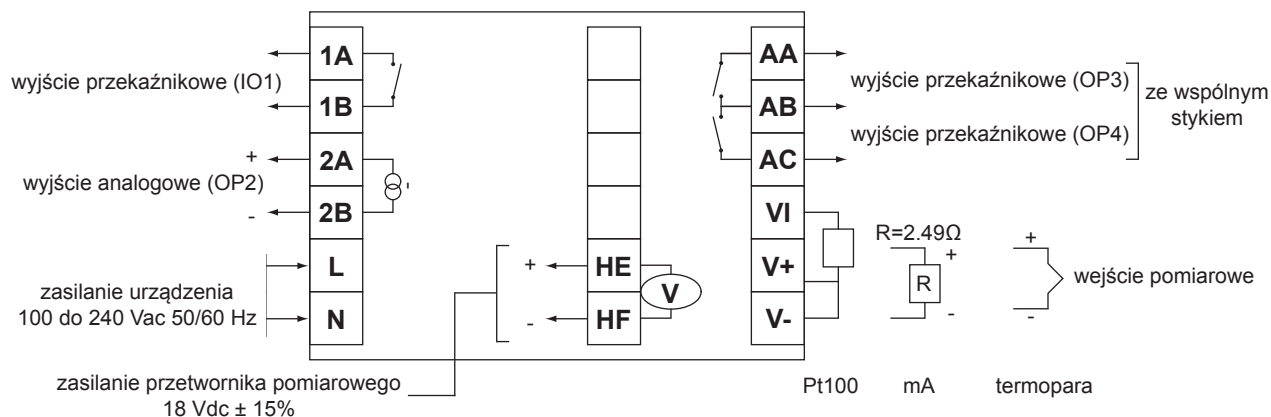 1A
1B
2A
2B
L
N
HE
HF
V
AA
AB
AC
VI
V+
V-
wyjście przekaźnikowe (IO1)
+
wyjście analogowe (OP2)
-
zasilanie urządzenia
100 do 240 Vac 50/60 Hz
+
-
zasilanie przetwornika pomiarowego
18 Vdc ± 15%
wyjście przekaźnikowe (OP3)
wyjście przekaźnikowe (OP4)
ze wspólnym
stykiem
R=2.49Ω
+
R
-
+
-
wejście pomiarowe
Pt100 mA termopara